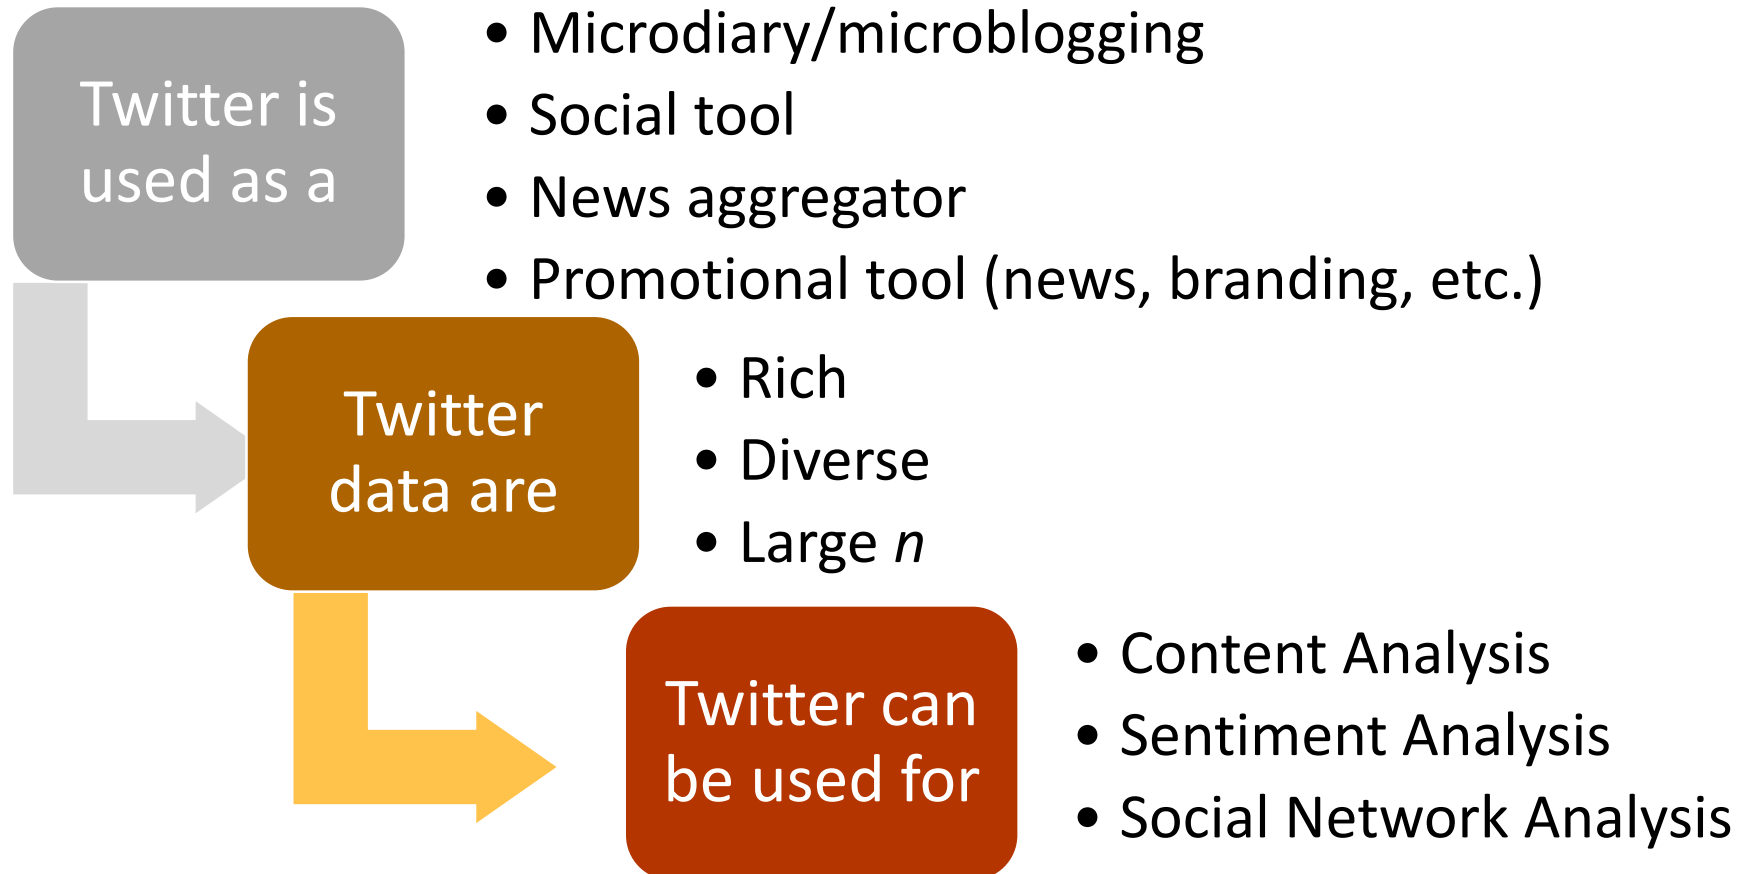 Twitter is
used as a
• Microdiary/microblogging
• Social tool
• News aggregator
• Promotional tool (news, branding, etc.)
Twitter
data are
• Rich
• Diverse
• Large n
Twitter can
be used for
• Content Analysis
• Sentiment Analysis
• Social Network Analysis